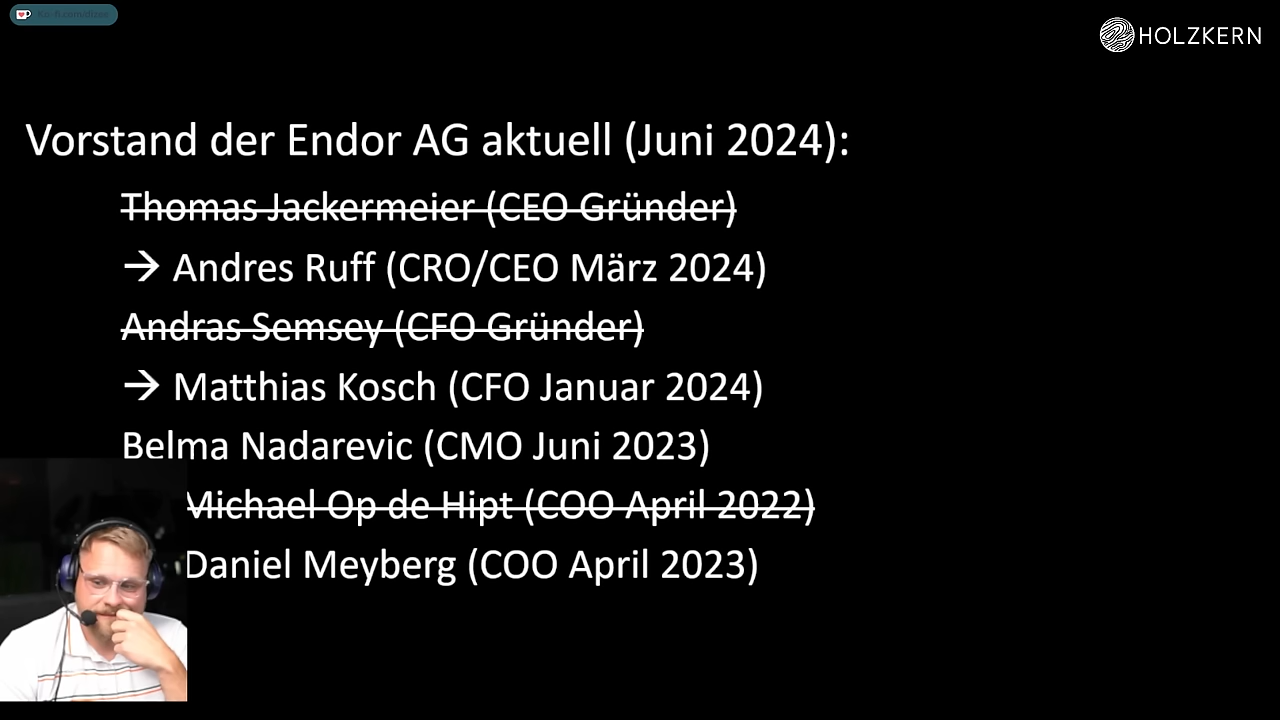 HOLZKERN
Vorstand der Endor AG aktuell (Juni 2024):
Thomas Jackermeier (CEO Gründer)
→ Andres Ruff (CRO/CEO März 2024)
Andras Semsey (CFO Gründer)
→ Matthias Kosch (CFO Januar 2024)
Belma Nadarevic (CMO Juni 2023)
Michael Op de Hipt (COO April 2022)
Daniel Meyberg (COO April 2023)